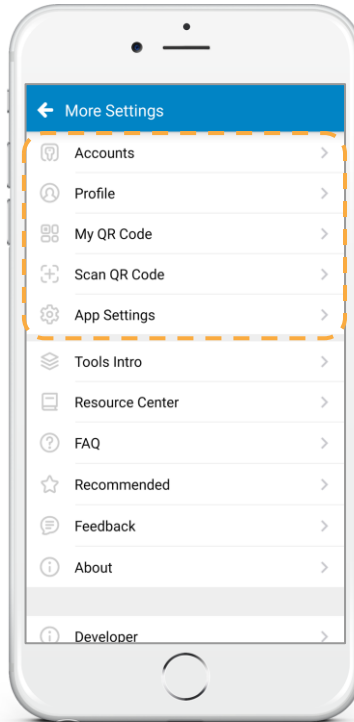 More Settings
Accounts
Profile
My QR Code
Scan QR Code
App Settings
Tools Intro
Resource Center
FAQ
Recommended
Feedback
About
Developer